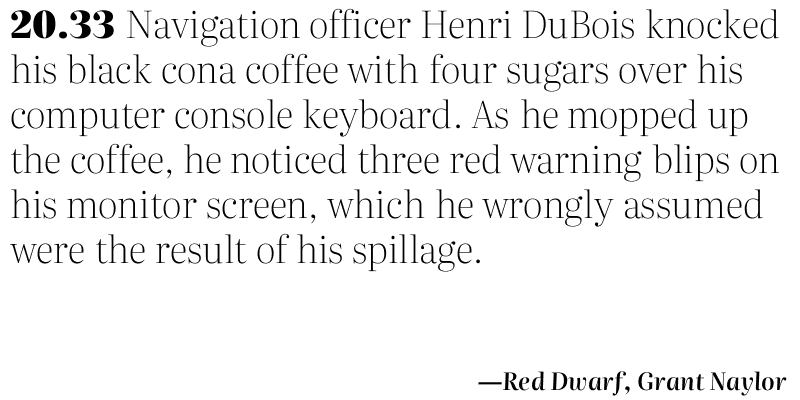 20.33 Navigation officer Henri DuBois knocked
his black cona coffee with four sugars over his
computer console keyboard. As he mopped up
the coffee, he noticed three red warning blips on
his monitor screen, which he wrongly assumed
were the result of his spillage.
—Red Dwarf, Grant Naylor